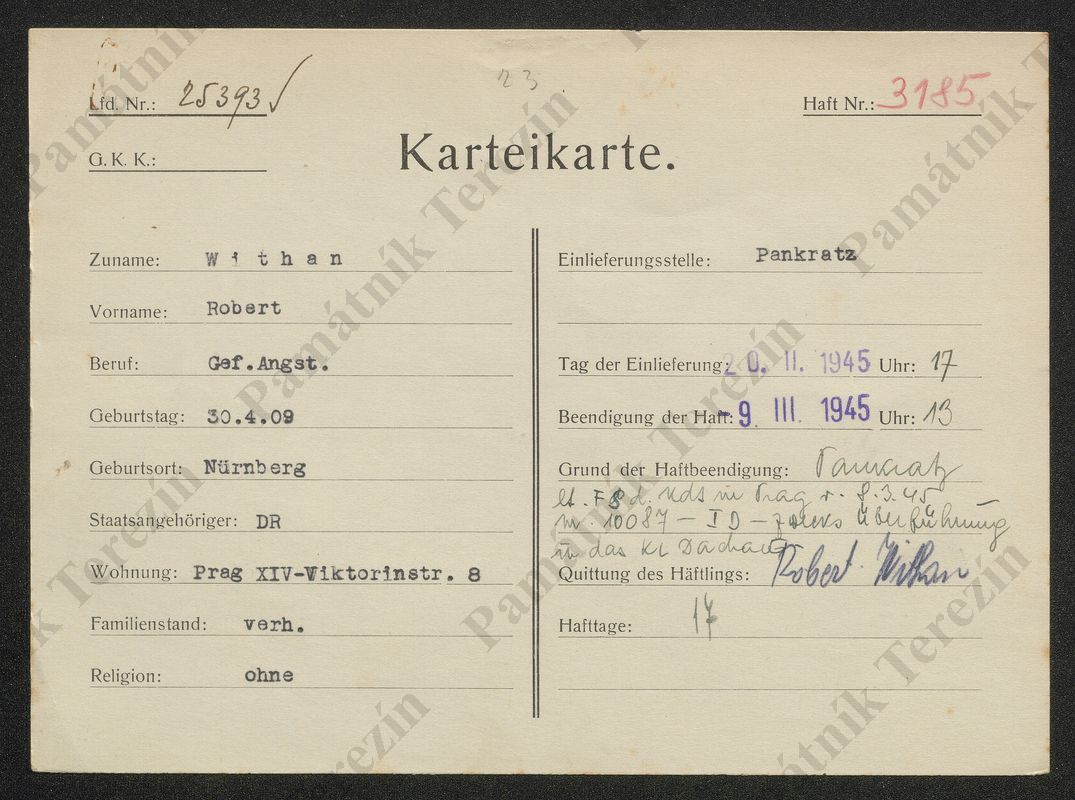 23
Lfd. Nr.: 25393
Haft Nr.: 3185
G. K. K.:
Karteikarte.
Zuname: Withan
Vorname: Robert
Beruf: Gef.Angst.
Geburtstag: 30.4.09
Geburtsort: Nürnberg
Staatsangehöriger: DR
Wohnung: Prag XIV-Viktorinstr. 8
Familienstand: verh.
Religion: ohne
Einlieferungsstelle: Pankratz
Tag der Einlieferung: 20. II. 1945 Uhr: 17
Beendigung der Haft: -9. III 1945 Uhr: 13
Grund der Haftbeendigung: Pankratz
lt. FS d. KdS in Prag v. 8.3.45
Nr. 10087 – I D – zwecks Überführung
in das KL Dachau
Quittung des Häftlings: Robert Withan
Hafttage: 17
Památník Terezín